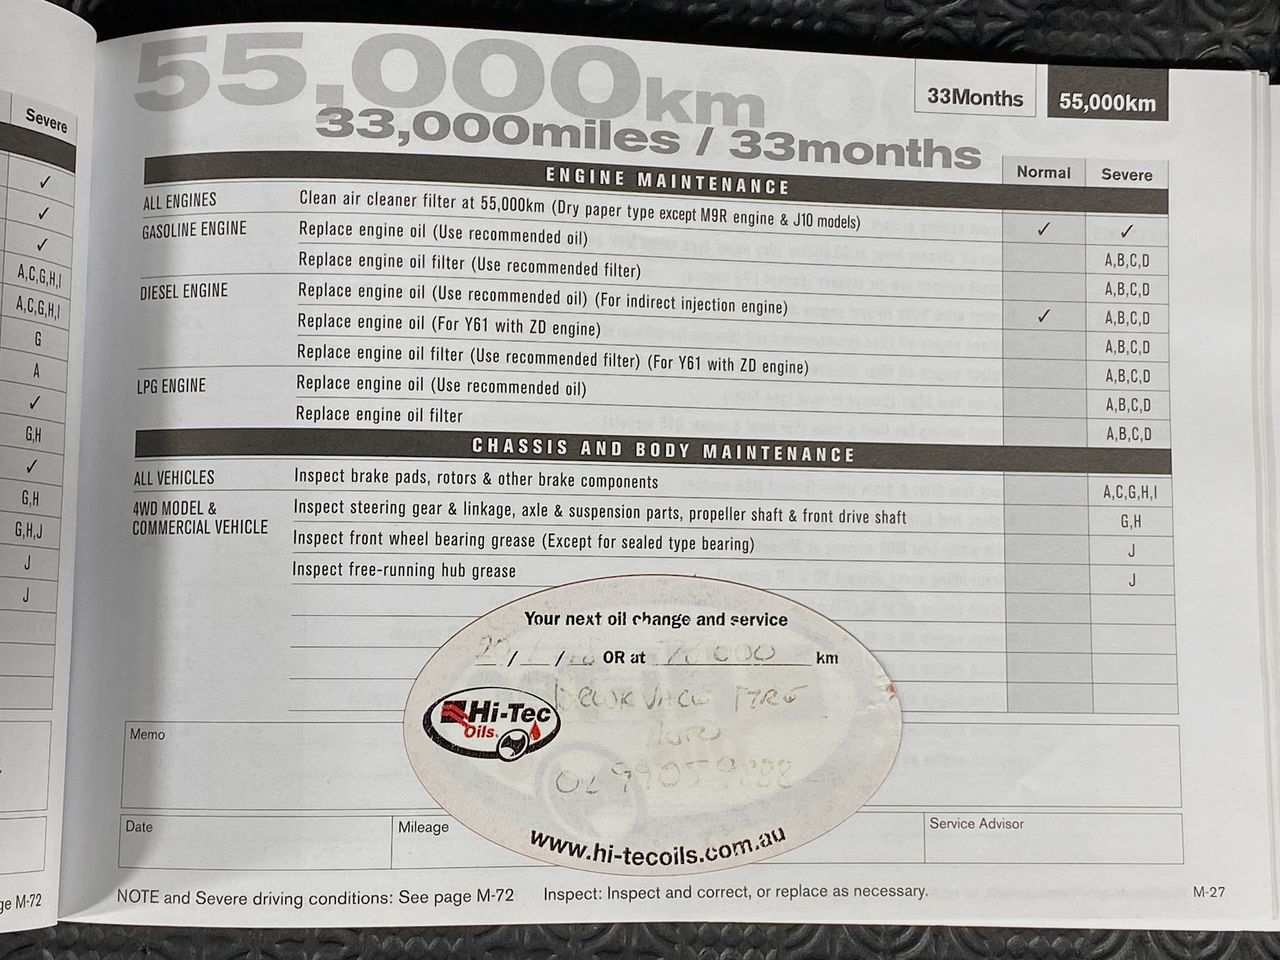 Severe
✓
✓
✓
A,C,G,H,I
A,C,G,H,I
G
A
✓
G,H
✓
G,H
G,H,J
J
J
ge M-72
55,000km
33,000miles / 33months
33Months 55,000km
Normal Severe
ENGINE MAINTENANCE
ALL ENGINES Clean air cleaner filter at 55,000km (Dry paper type except M9R engine & J10 models) ✓ ✓
GASOLINE ENGINE Replace engine oil (Use recommended oil) A,B,C,D
Replace engine oil filter (Use recommended filter) A,B,C,D
DIESEL ENGINE Replace engine oil (Use recommended oil) (For indirect injection engine) ✓ A,B,C,D
Replace engine oil (For Y61 with ZD engine) A,B,C,D
Replace engine oil filter (Use recommended filter) (For Y61 with ZD engine) A,B,C,D
LPG ENGINE Replace engine oil (Use recommended oil) A,B,C,D
Replace engine oil filter A,B,C,D
CHASSIS AND BODY MAINTENANCE
ALL VEHICLES Inspect brake pads, rotors & other brake components A,C,G,H,I
4WD MODEL & Inspect steering gear & linkage, axle & suspension parts, propeller shaft & front drive shaft G,H
COMMERCIAL VEHICLE
Inspect front wheel bearing grease (Except for sealed type bearing) J
Inspect free-running hub grease J
Your next oil change and service
/ / OR at km
TYRE
Hi-Tec
Oils.
AUTO
www.hi-tecoils.com.au
Memo
Date Mileage Service Advisor
NOTE and Severe driving conditions: See page M-72 Inspect: Inspect and correct, or replace as necessary. M-27